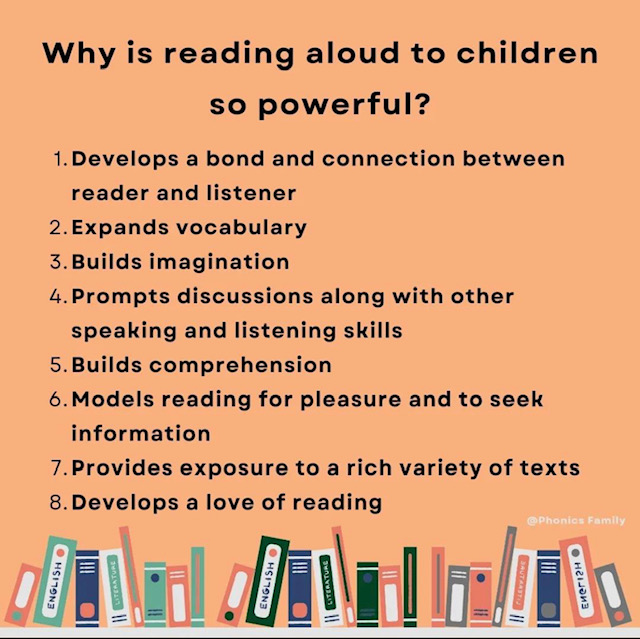 Why is reading aloud to children
so powerful?
1. Develops a bond and connection between
reader and listener
2. Expands vocabulary
3. Builds imagination
4. Prompts discussions along with other
speaking and listening skills
5. Builds comprehension
6. Models reading for pleasure and to seek
information
7. Provides exposure to a rich variety of texts
8. Develops a love of reading
@Phonics Family
ENGLISH
LITERATURE
ENGLISH
LITERATURE
LITERATURE
ENGLISH